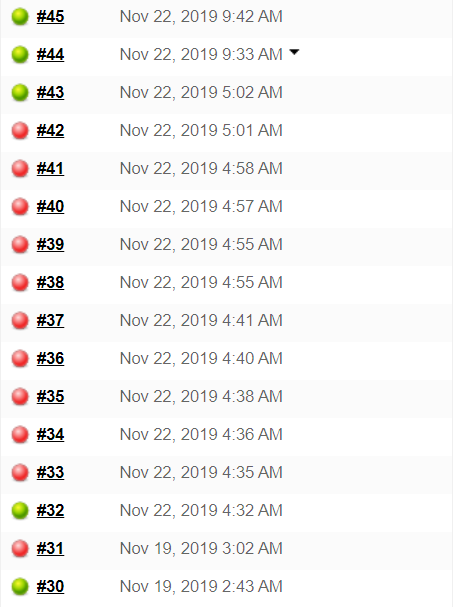 #45 Nov 22, 2019 9:42 AM
#44 Nov 22, 2019 9:33 AM
#43 Nov 22, 2019 5:02 AM
#42 Nov 22, 2019 5:01 AM
#41 Nov 22, 2019 4:58 AM
#40 Nov 22, 2019 4:57 AM
#39 Nov 22, 2019 4:55 AM
#38 Nov 22, 2019 4:55 AM
#37 Nov 22, 2019 4:41 AM
#36 Nov 22, 2019 4:40 AM
#35 Nov 22, 2019 4:38 AM
#34 Nov 22, 2019 4:36 AM
#33 Nov 22, 2019 4:35 AM
#32 Nov 22, 2019 4:32 AM
#31 Nov 19, 2019 3:02 AM
#30 Nov 19, 2019 2:43 AM